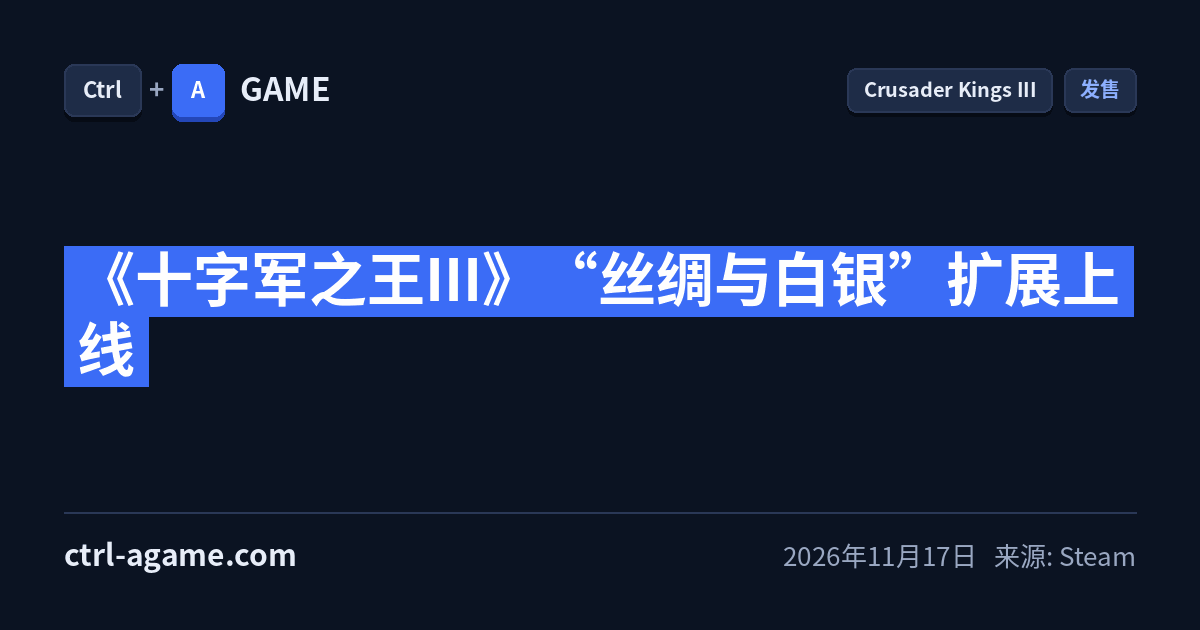 Ctrl + A GAME
Crusader Kings III 发售
《十字军之王III》“丝绸与白银”扩展上
线
ctrl-agame.com
2026年11月17日 来源: Steam